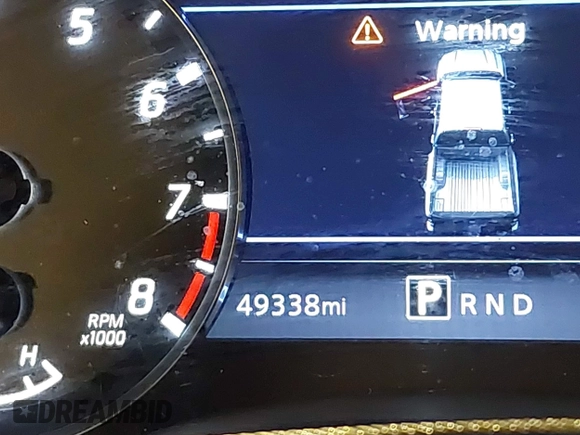 5
6
7
8
RPM
x1000
H
Warning
49338mi
P R N D
DREAMBID